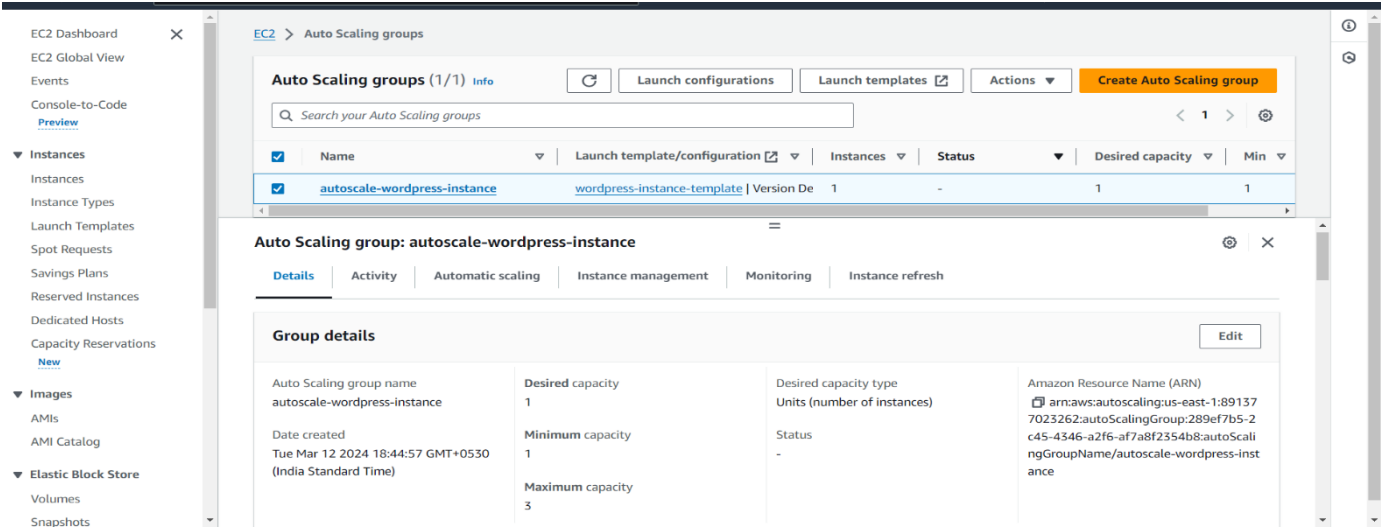 EC2 Dashboard
EC2 Global View
Events
Console-to-Code
Preview
Instances
Instances
Instance Types
Launch Templates
Spot Requests
Savings Plans
Reserved Instances
Dedicated Hosts
Capacity Reservations
New
Images
AMIs
AMI Catalog
Elastic Block Store
Volumes
Snapshots
EC2 > Auto Scaling groups
Auto Scaling groups (1/1) Info
Launch configurations
Launch templates
Actions
Create Auto Scaling group
Search your Auto Scaling groups
1
Name Launch template/configuration Instances Status Desired capacity Min
autoscale-wordpress-instance wordpress-instance-template | Version De 1 - 1 1
Auto Scaling group: autoscale-wordpress-instance
Details Activity Automatic scaling Instance management Monitoring Instance refresh
Group details
Edit
Auto Scaling group name
autoscale-wordpress-instance
Date created
Tue Mar 12 2024 18:44:57 GMT+0530
(India Standard Time)
Desired capacity
1
Minimum capacity
1
Maximum capacity
3
Desired capacity type
Units (number of instances)
Status
-
Amazon Resource Name (ARN)
arn:aws:autoscaling:us-east-1:89137
7023262:autoScalingGroup:289ef7b5-2
c45-4346-a2f6-af7a8f2354b8:autoScali
ngGroupName/autoscale-wordpress-inst
ance